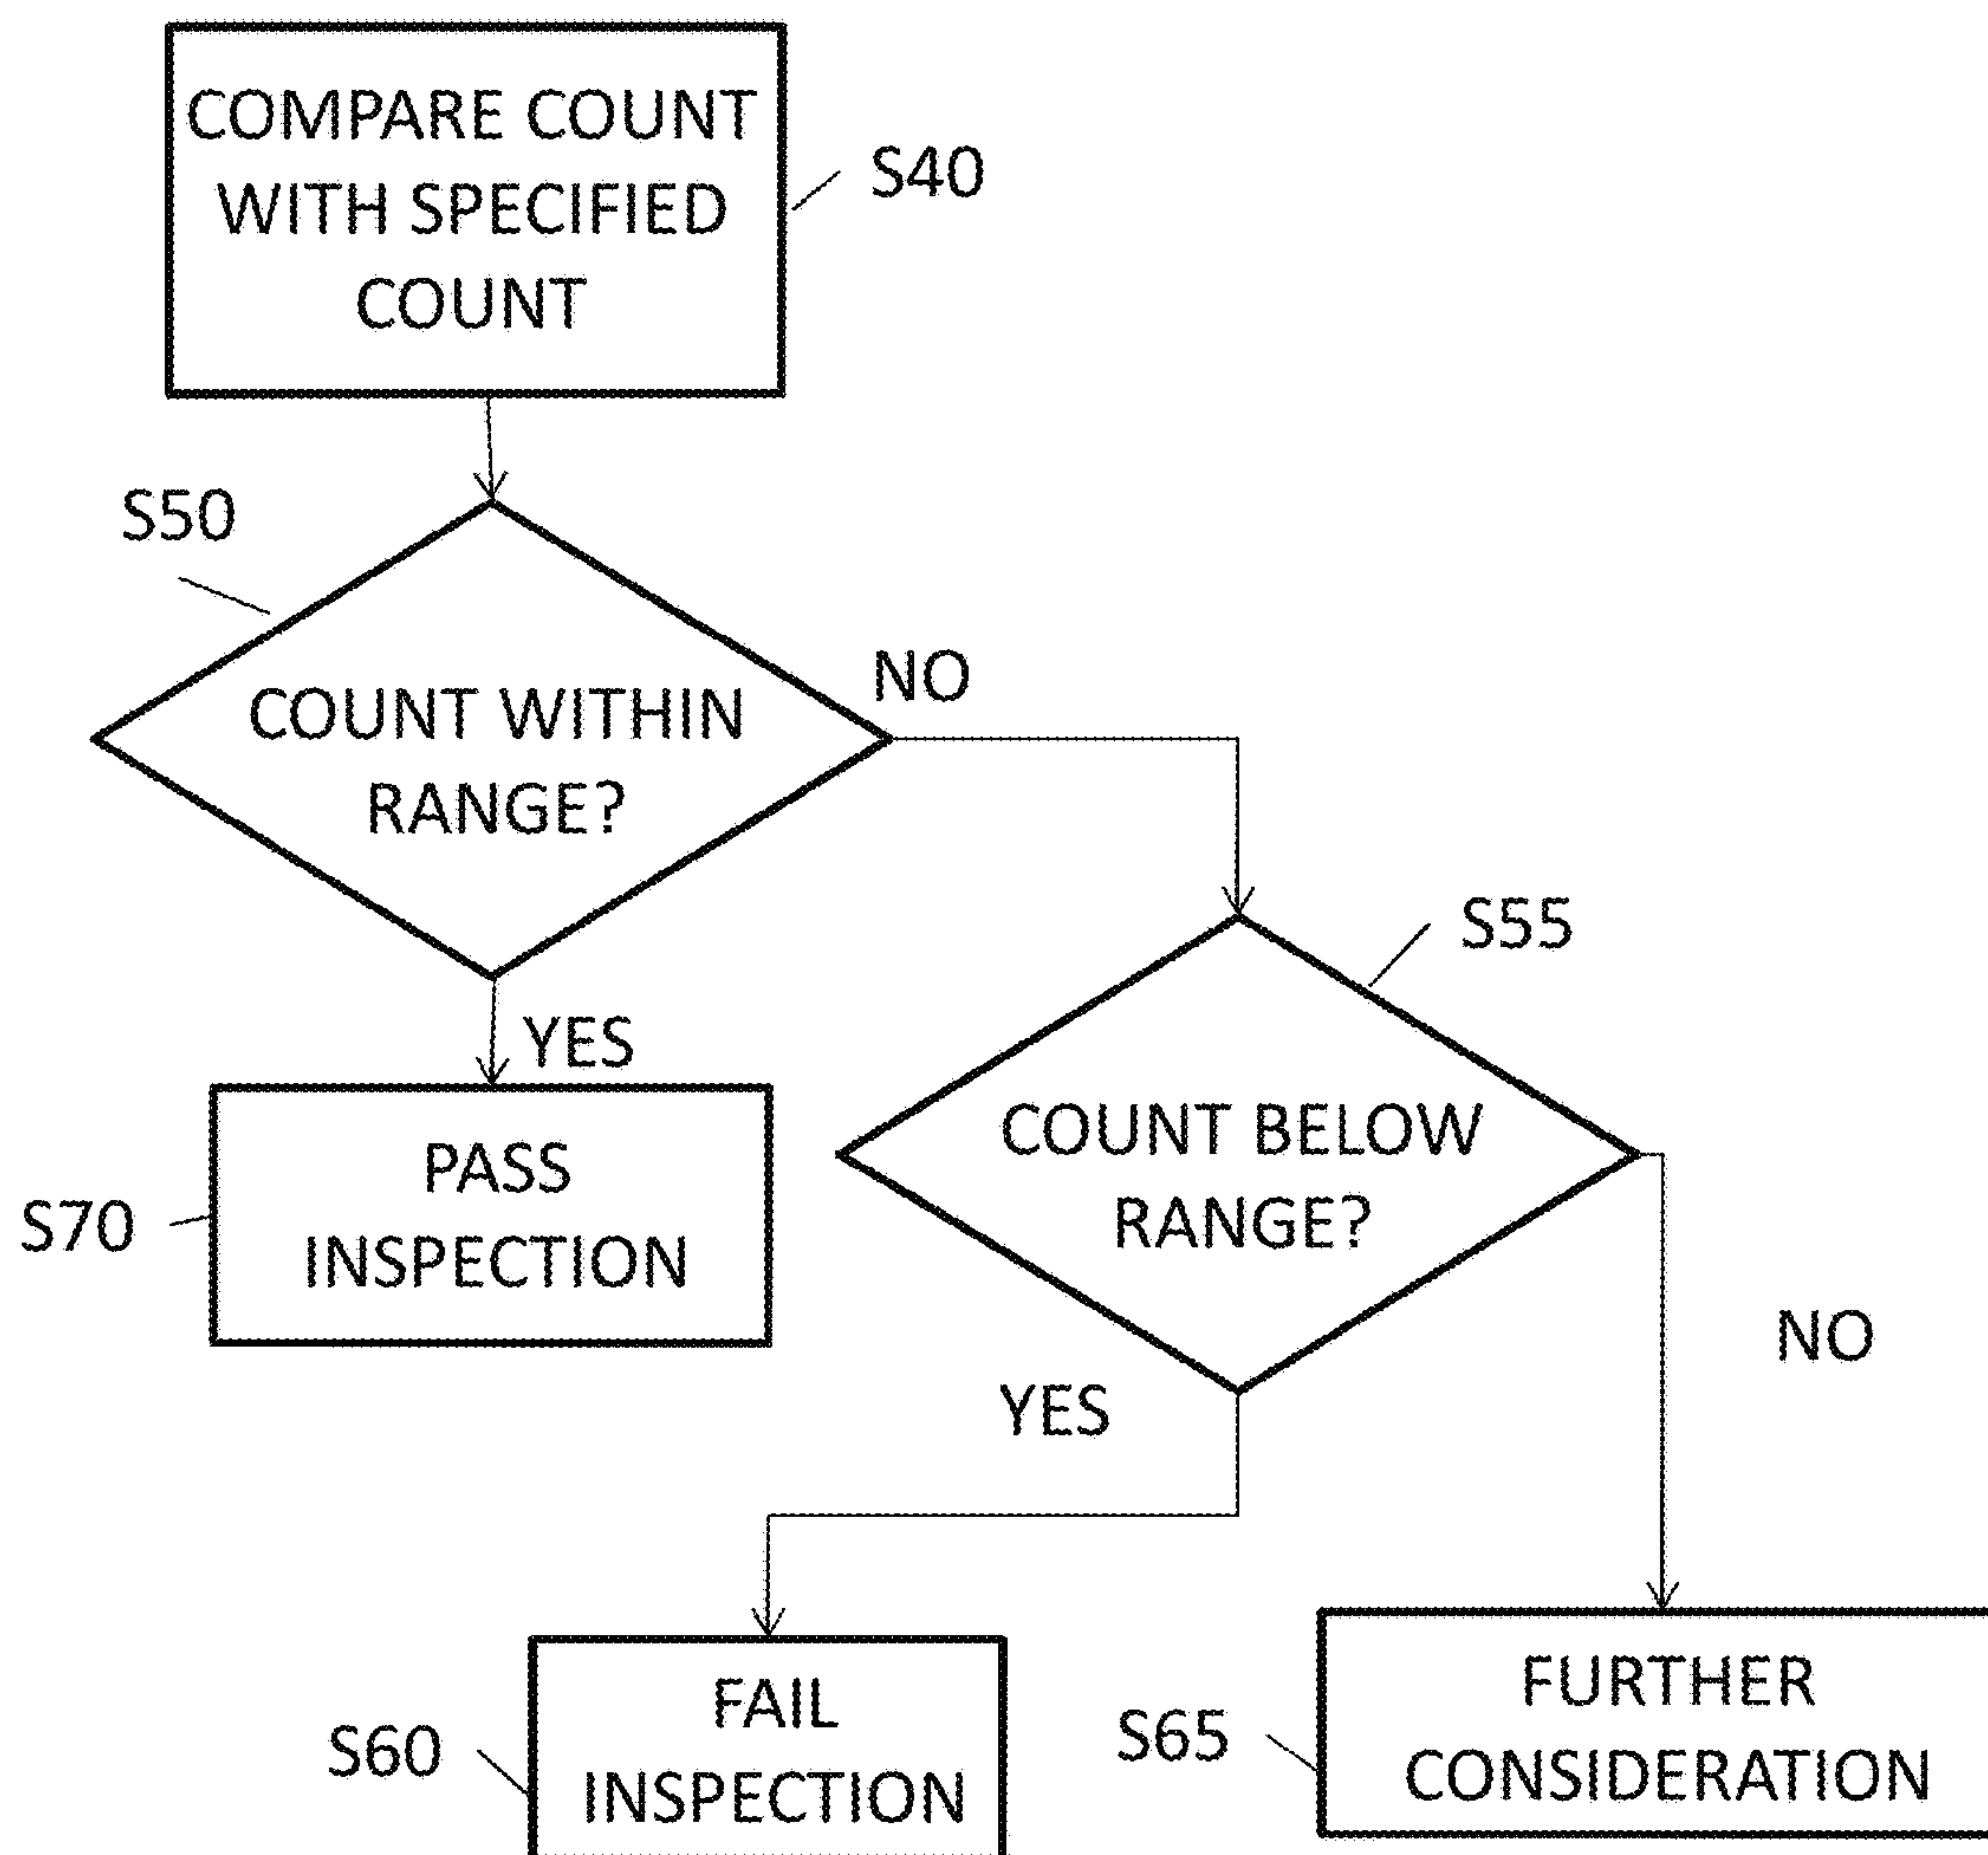 COMPARE COUNT
WITH SPECIFIED
COUNT
S40
S50
COUNT WITHIN
RANGE?
NO
YES
S55
COUNT BELOW
RANGE?
PASS
INSPECTION
S70
NO
YES
FAIL
INSPECTION
S60
FURTHER
CONSIDERATION
S65